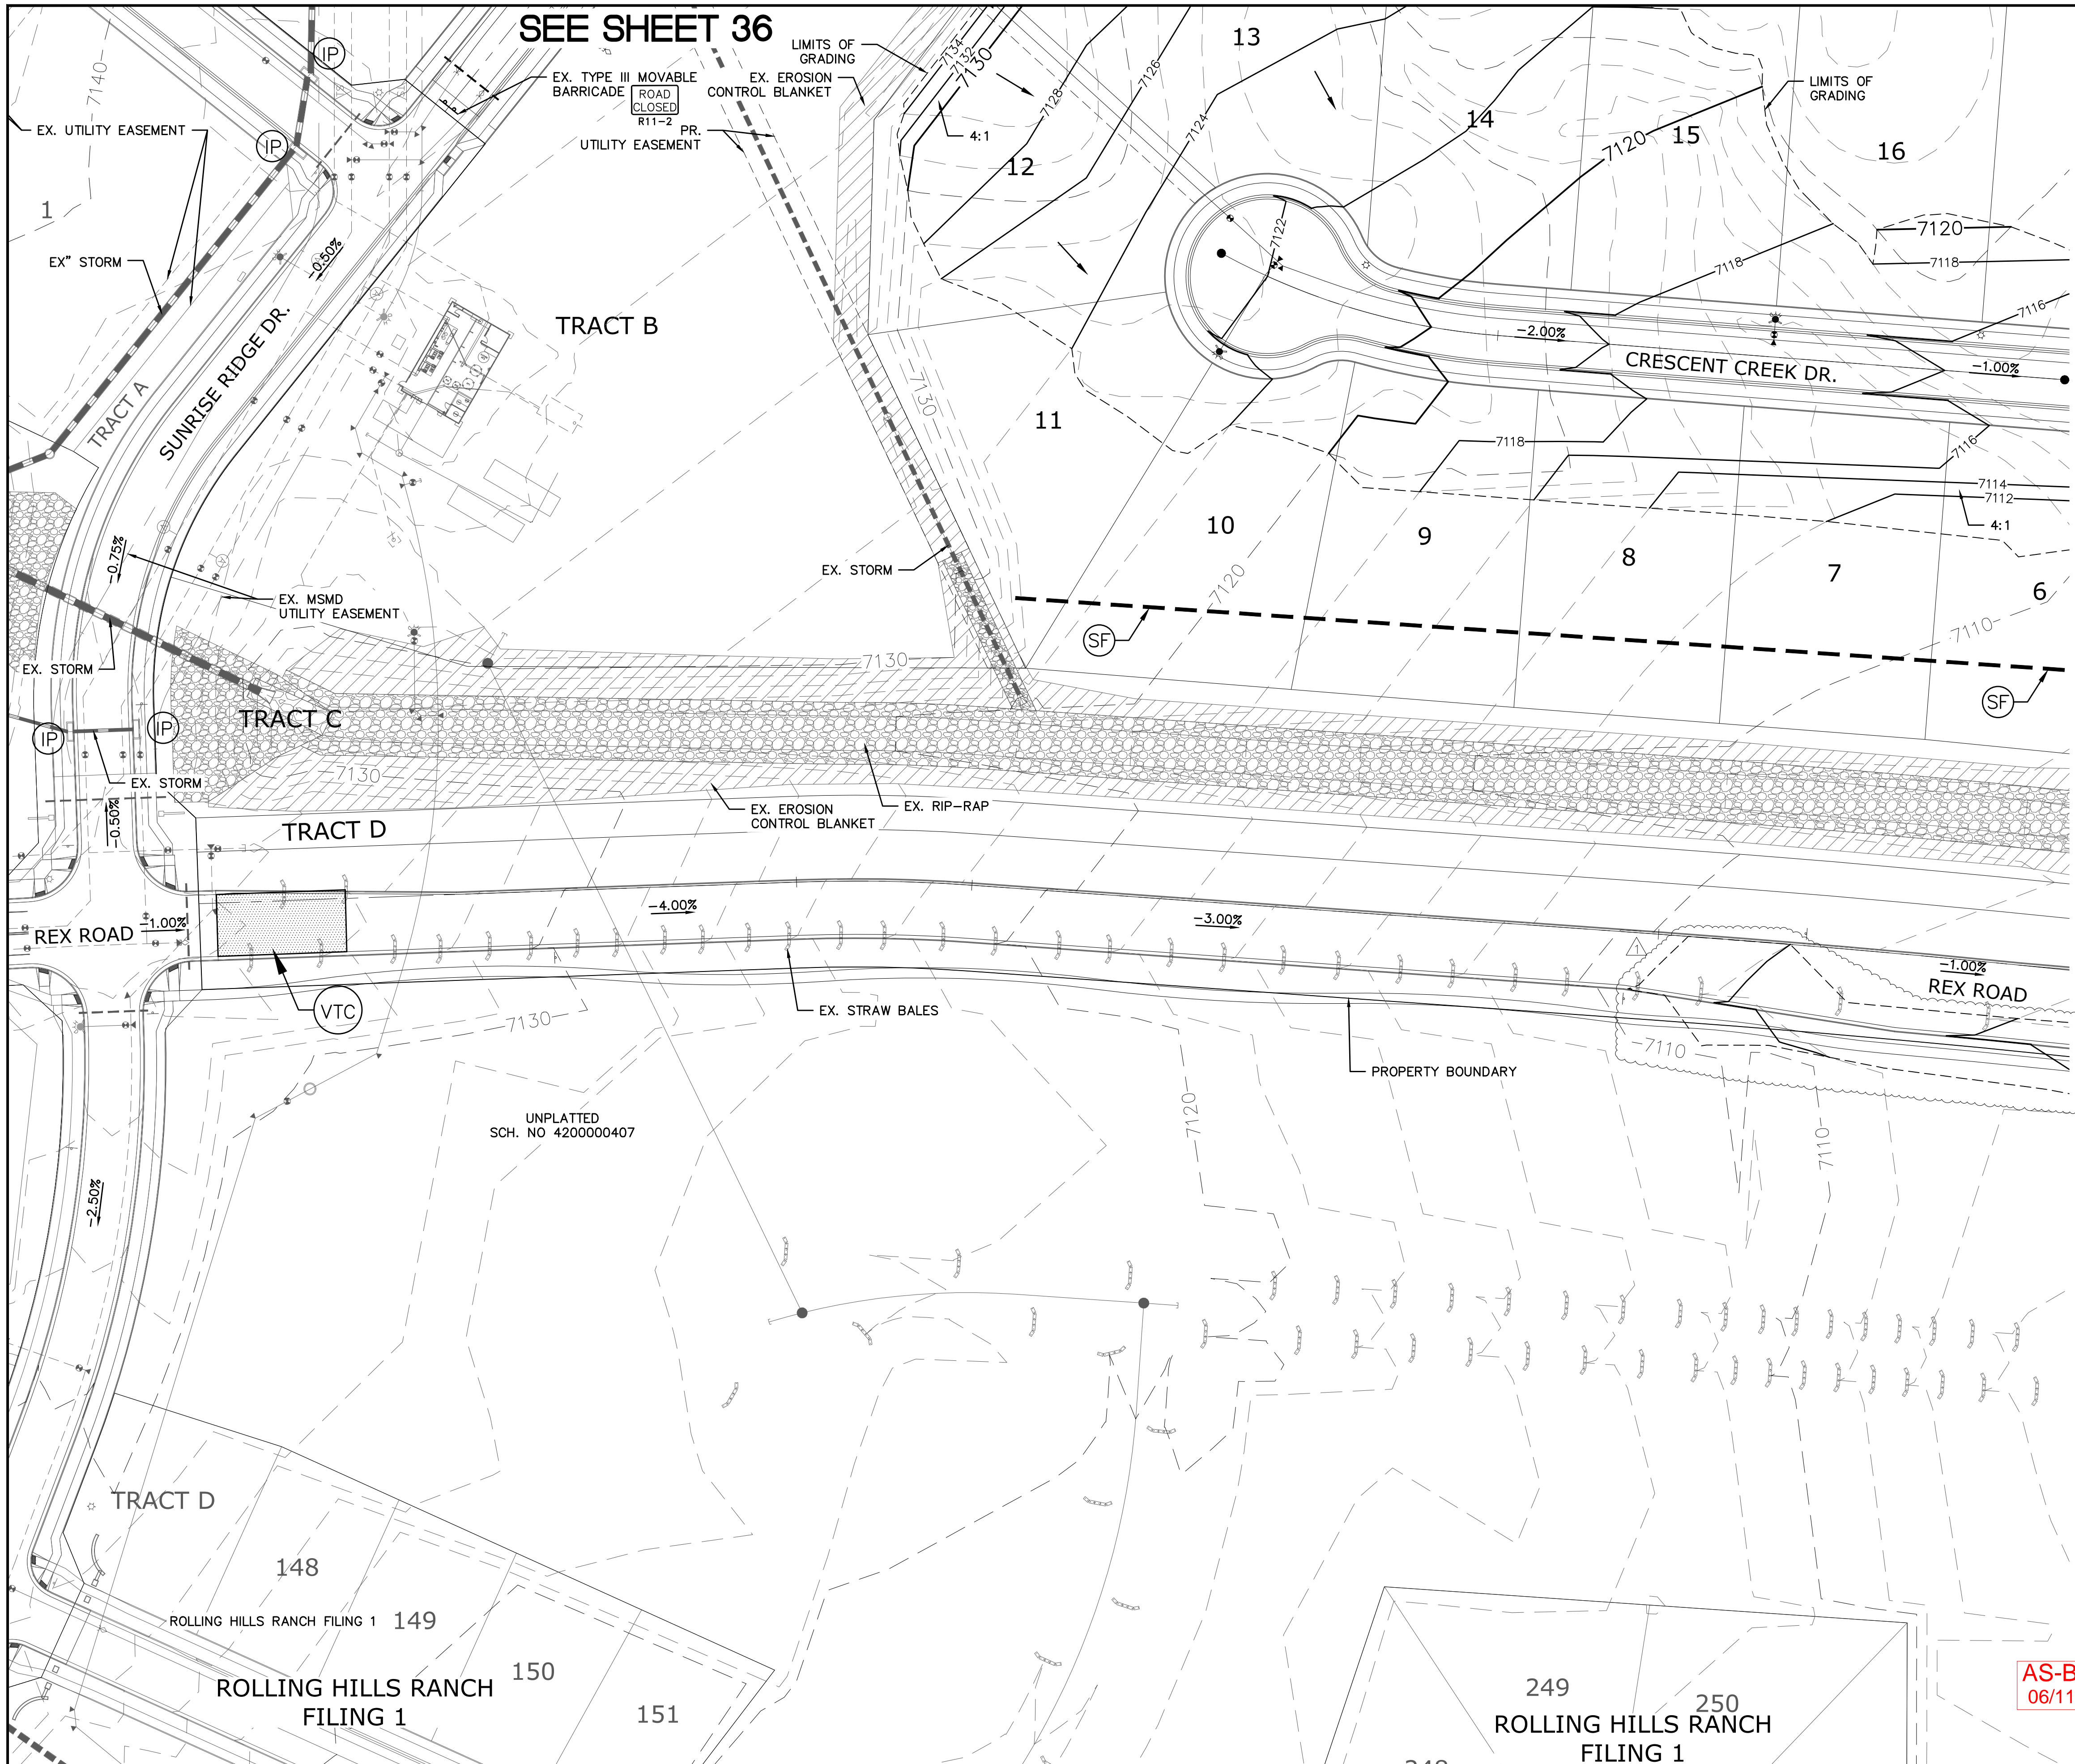 SEE SHEET 36
IP
7140
EX. UTILITY EASEMENT
IP
1
EX" STORM
TRACT A
SUNRISE RIDGE DR.
-0.50%
EX. TYPE III MOVABLE
BARRICADE
ROAD
CLOSED
R11-2
PR.
UTILITY EASEMENT
LIMITS OF
GRADING
EX. EROSION
CONTROL BLANKET
7134
7132
7130
4:1
7128
7126
7124
13
12
14
7120
15
LIMITS OF
GRADING
16
7120
7118
7118
7116
7122
TRACT B
7130
11
-2.00%
CRESCENT CREEK DR.
-1.00%
7118
7116
7114
7112
4:1
10
9
8
7
6
7120
7110
EX. STORM
SF
SF
-0.75%
EX. MSMD
UTILITY EASEMENT
EX. STORM
7130
TRACT C
IP
IP
EX. STORM
7130
EX. EROSION
CONTROL BLANKET
EX. RIP-RAP
-0.50%
TRACT D
REX ROAD
-1.00%
-4.00%
-3.00%
1
-1.00%
REX ROAD
VTC
7130
EX. STRAW BALES
PROPERTY BOUNDARY
7110
7120
7110
UNPLATTED
SCH. NO 4200000407
-2.50%
TRACT D
148
ROLLING HILLS RANCH FILING 1
149
150
151
ROLLING HILLS RANCH
FILING 1
249
250
ROLLING HILLS RANCH
FILING 1
AS-B
06/11